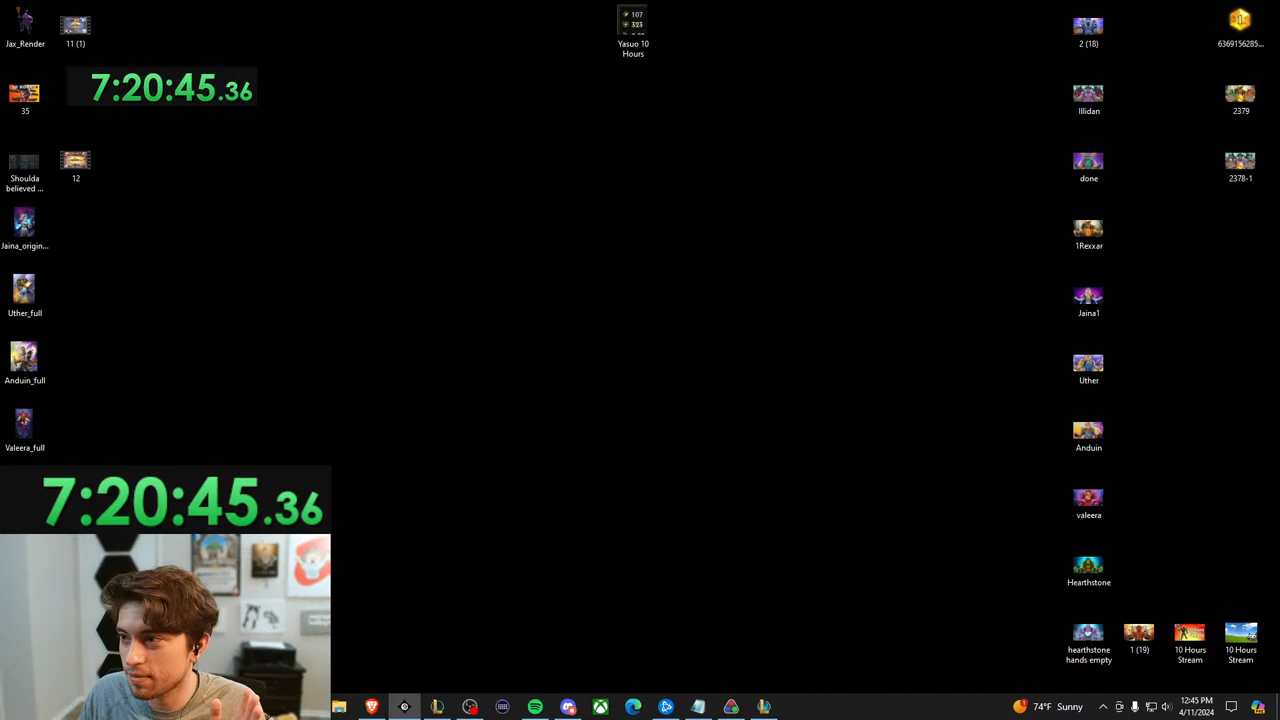 Jax_Render
11 (1)
7:20:45.36
35
Shoulda
believed ...
12
Jaina_origin...
Uther_full
Anduin_full
Valeera_full
7:20:45.36
107
323
Yasuo 10
Hours
2 (18)
6369156285...
Illidan
2379
done
2378-1
1Rexxar
Jaina1
Uther
Anduin
valeera
Hearthstone
hearthstone
hands empty
1 (19)
10 Hours
Stream
10 Hours
Stream
74°F Sunny
12:45 PM
4/11/2024